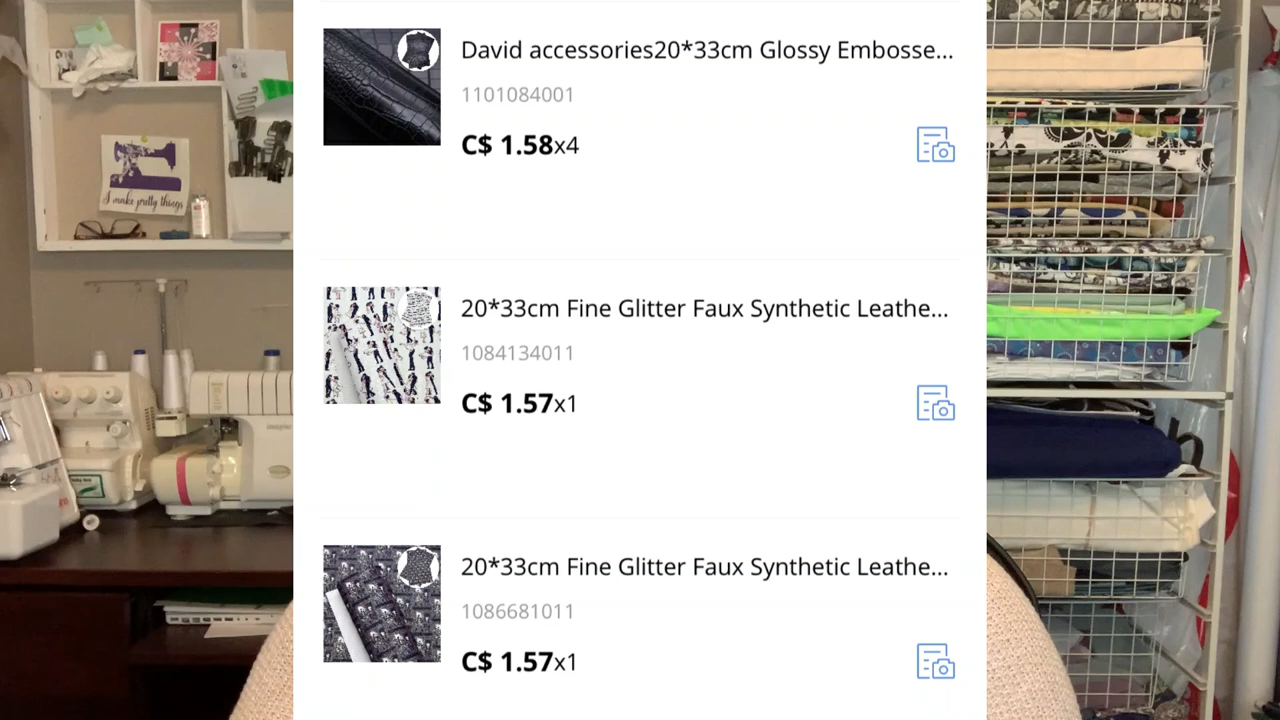 David accessories20*33cm Glossy Embosse...
1101084001
C$ 1.58x4
I make pretty things
20*33cm Fine Glitter Faux Synthetic Leathe...
1084134011
C$ 1.57x1
20*33cm Fine Glitter Faux Synthetic Leathe...
1086681011
C$ 1.57x1